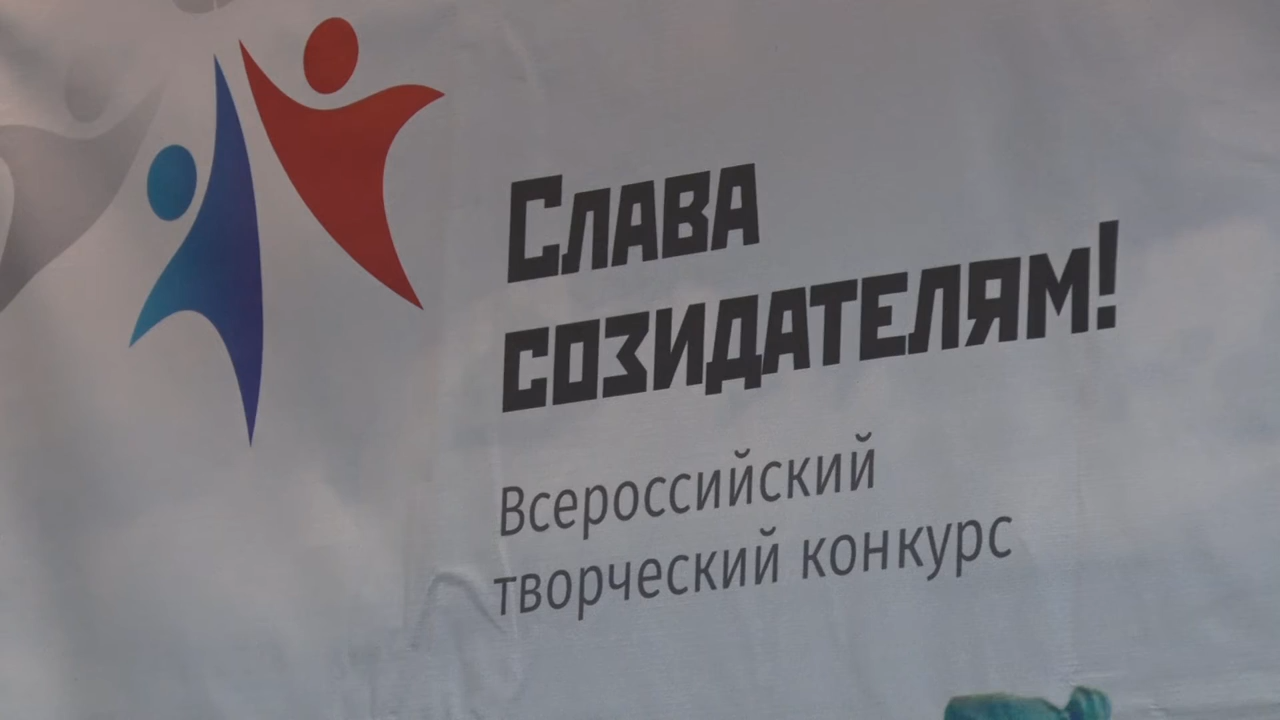 Слава
созидателям!
Всероссийский
творческий конкурс